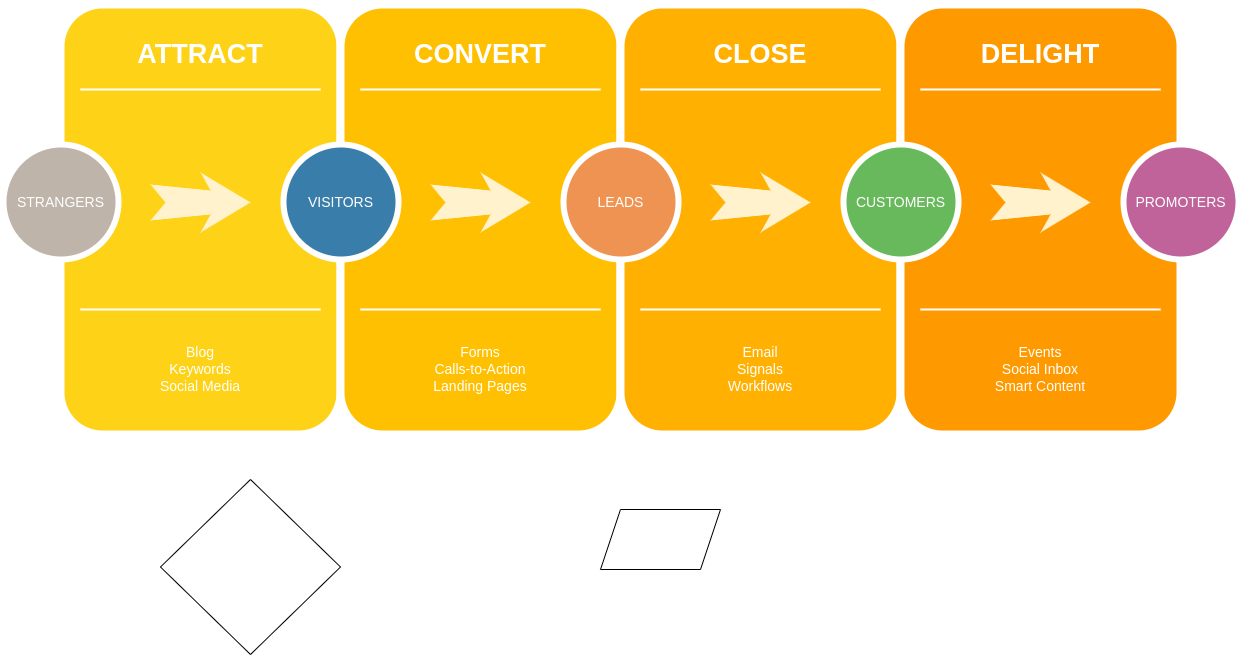 ATTRACT
CONVERT
CLOSE
DELIGHT
STRANGERS
VISITORS
LEADS
CUSTOMERS
PROMOTERS
Blog
Keywords
Social Media
Forms
Calls-to-Action
Landing Pages
Email
Signals
Workflows
Events
Social Inbox
Smart Content